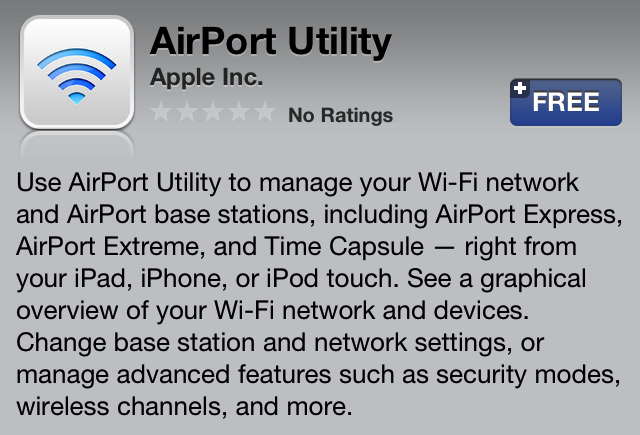 AirPort Utility
Apple Inc.
No Ratings
+
FREE
Use AirPort Utility to manage your Wi-Fi network
and AirPort base stations, including AirPort Express,
AirPort Extreme, and Time Capsule — right from
your iPad, iPhone, or iPod touch. See a graphical
overview of your Wi-Fi network and devices.
Change base station and network settings, or
manage advanced features such as security modes,
wireless channels, and more.